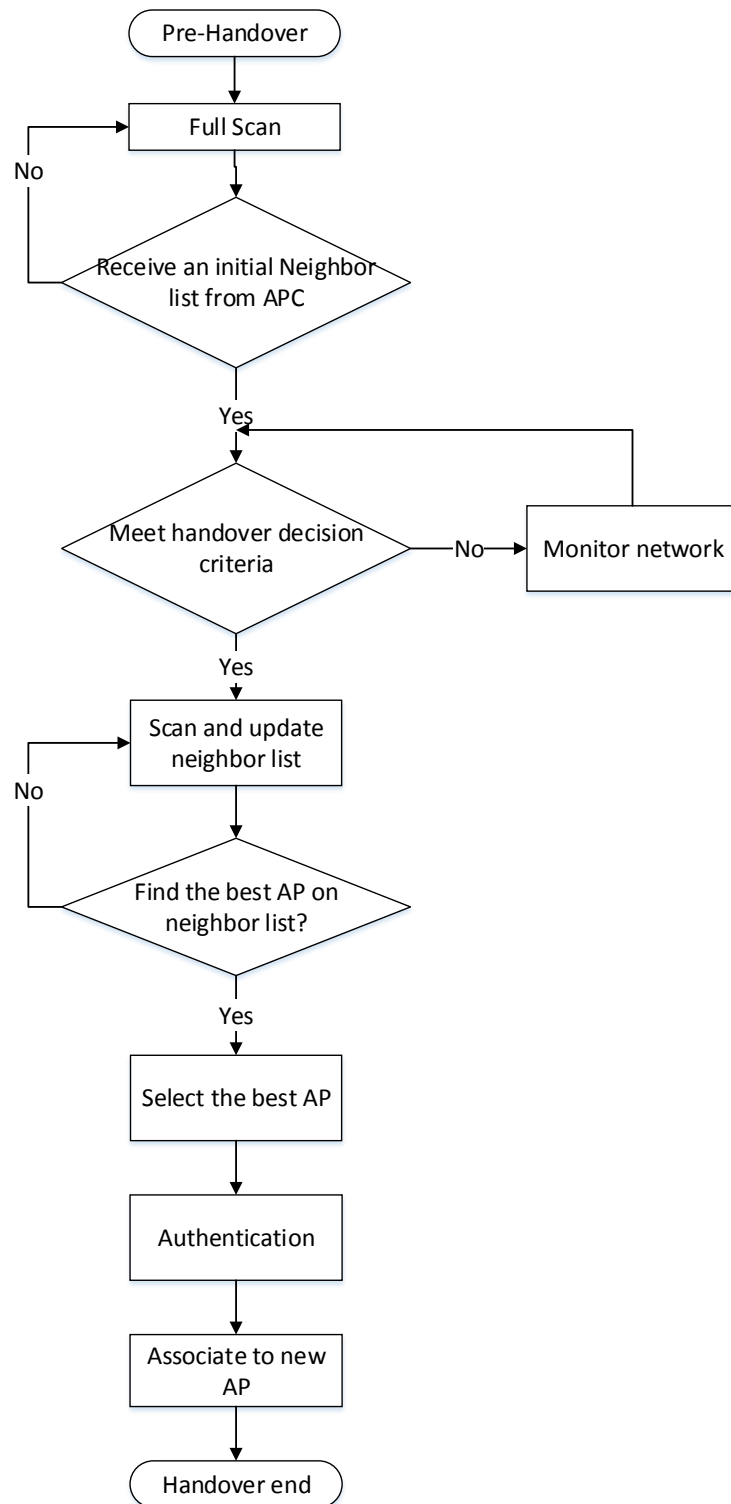 Pre-Handover
Full Scan
No
Receive an initial Neighbor
list from APC
Yes
Meet handover decision
criteria
No
Monitor network
Yes
Scan and update
neighbor list
No
Find the best AP on
neighbor list?
Yes
Select the best AP
Authentication
Associate to new
AP
Handover end